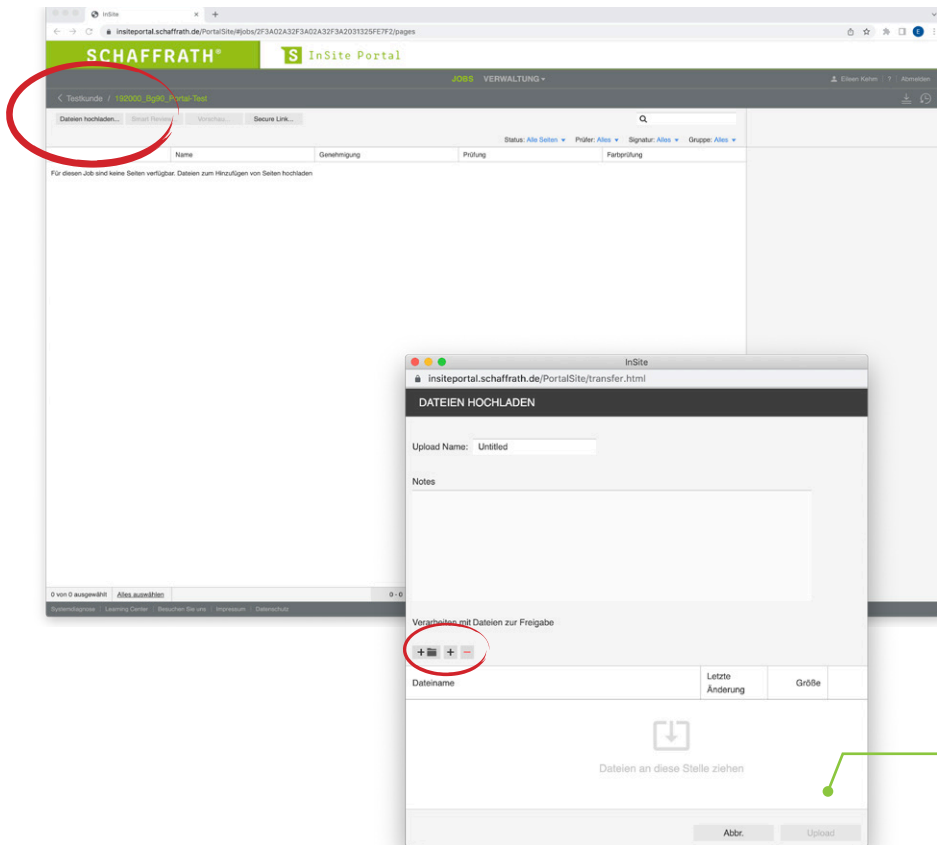 InSite
insiteportal.schaffrath.de/PortalSite/#jobs/2F3A02A32F3A02A32F3A2031325FE7F2/pages
E
SCHAFFRATH®
S InSite Portal
JOBS VERWALTUNG
Eileen Kehm | ? | Abmelden
< Testkunde / 192000_Bg90_Portal-Test
Dateien hochladen... Smart Review Vorschau... Secure Link...
Status: Alle Seiten Prüfer: Alles Signatur: Alles Gruppe: Alles
Name Genehmigung Prüfung Farbprüfung
Für diesen Job sind keine Seiten verfügbar. Dateien zum Hinzufügen von Seiten hochladen
0 von 0 ausgewählt Alles auswählen 0 - 0
Systemdiagnose | Learning Center | Besuchen Sie uns | Impressum | Datenschutz
InSite
insiteportal.schaffrath.de/PortalSite/transfer.html
DATEIEN HOCHLADEN
Upload Name: Untitled
Notes
Verarbeiten mit Dateien zur Freigabe
Dateiname Letzte Änderung Größe
Dateien an diese Stelle ziehen
Abbr. Upload